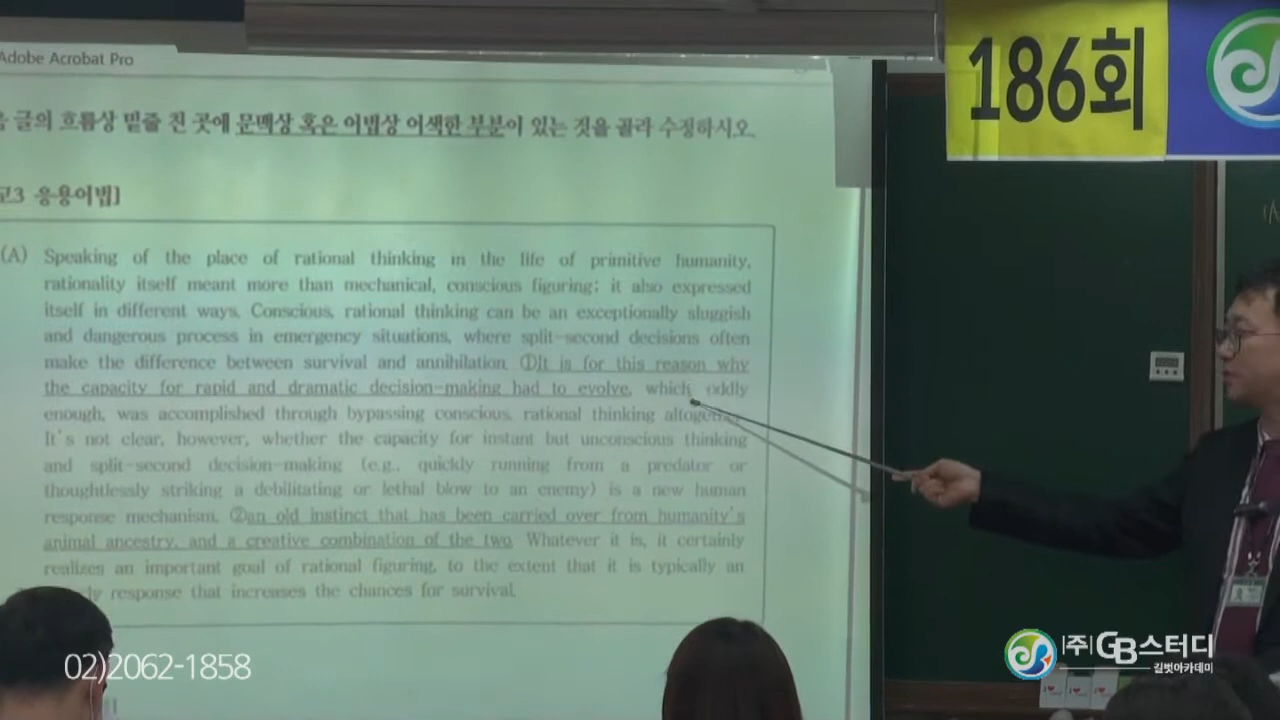 Adobe Acrobat Pro
186회
글의 흐름상 밑줄 친 곳에 문맥상 혹은 어법상 어색한 부분이 있는 것을 골라 수정하시오.
고3 응용어법]
(A) Speaking of the place of rational thinking in the life of primitive humanity,
rationality itself meant more than mechanical, conscious figuring; it also expressed
itself in different ways. Conscious, rational thinking can be an exceptionally sluggish
and dangerous process in emergency situations, where split-second decisions often
make the difference between survival and annihilation. ①It is for this reason why
the capacity for rapid and dramatic decision-making had to evolve, which, oddly
enough, was accomplished through bypassing conscious, rational thinking
It's not clear, however, whether the capacity for instant but unconscious thinking
and split-second decision-making (e.g., quickly running from a predator or
thoughtlessly striking a debilitating or lethal blow to an enemy) is a new human
response mechanism, ②an old instinct that has been carried over from humanity's
animal ancestry, and a creative combination of the two. Whatever it is, it certainly
realizes an important goal of rational figuring, to the extent that it is typically an
response that increases the chances for survival.
02)2062-1858
(주)GB스터디
길벗아카데미